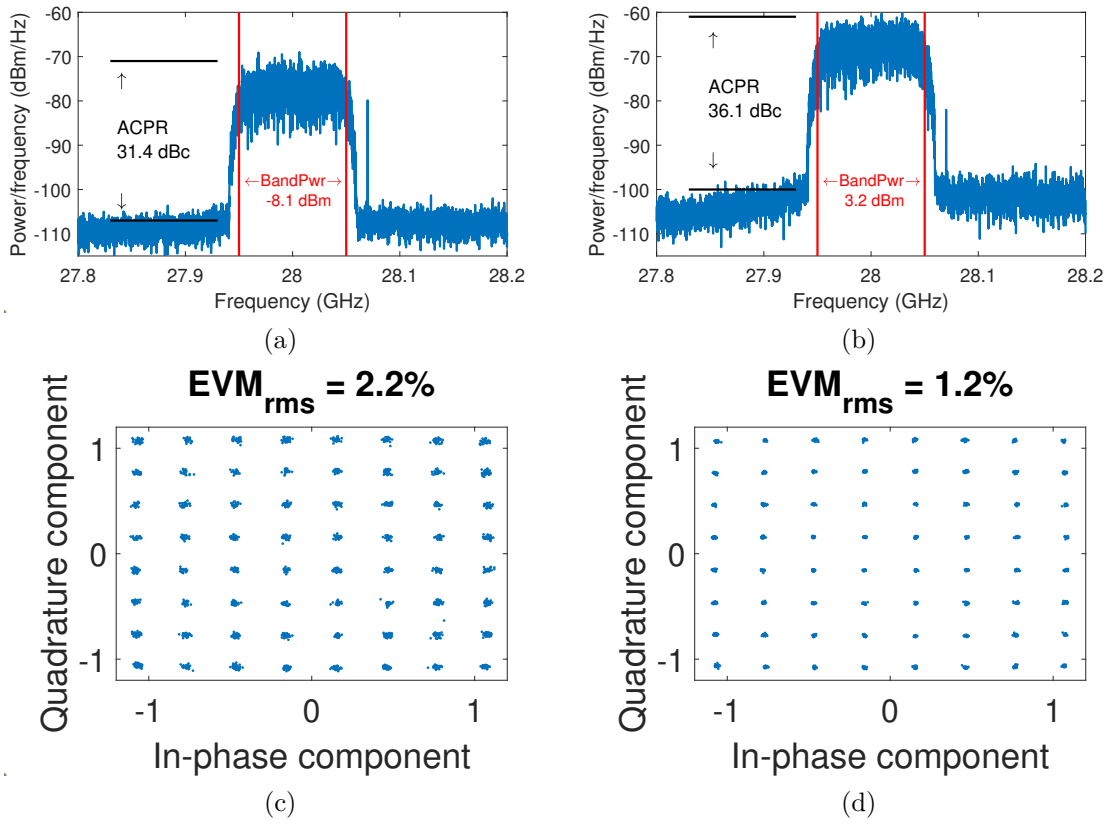 Power/frequency (dBm/Hz)
-60
-70
-80
-90
-100
-110
ACPR
31.4 dBc
↑
↓
←BandPwr→
-8.1 dBm
27.8
27.9
28
28.1
28.2
Frequency (GHz)
(a)
Power/frequency (dBm/Hz)
-60
-70
-80
-90
-100
-110
ACPR
36.1 dBc
↑
↓
←BandPwr→
3.2 dBm
27.8
27.9
28
28.1
28.2
Frequency (GHz)
(b)
EVMrms = 2.2%
Quadrature component
1
0
-1
-1
0
1
In-phase component
(c)
EVMrms = 1.2%
Quadrature component
1
0
-1
-1
0
1
In-phase component
(d)